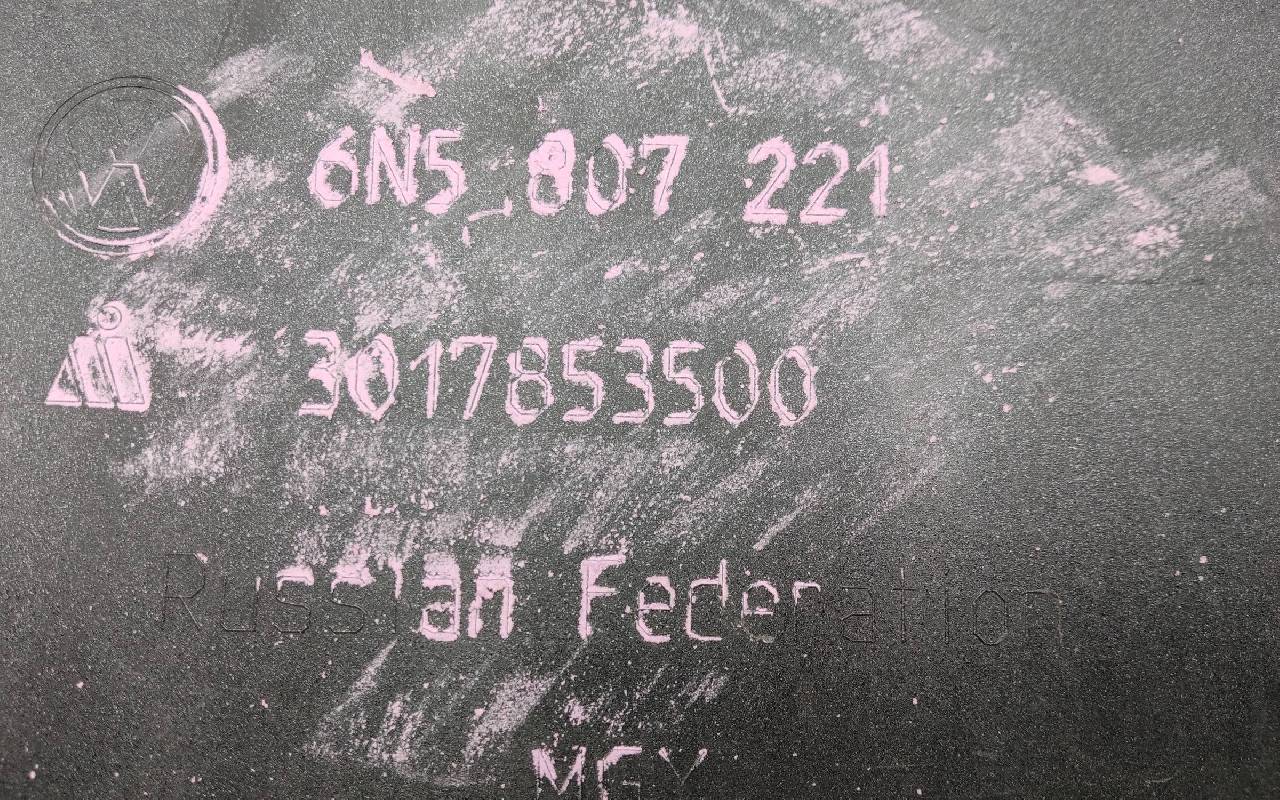 6N5 807 221
3017853500
Russian Federation